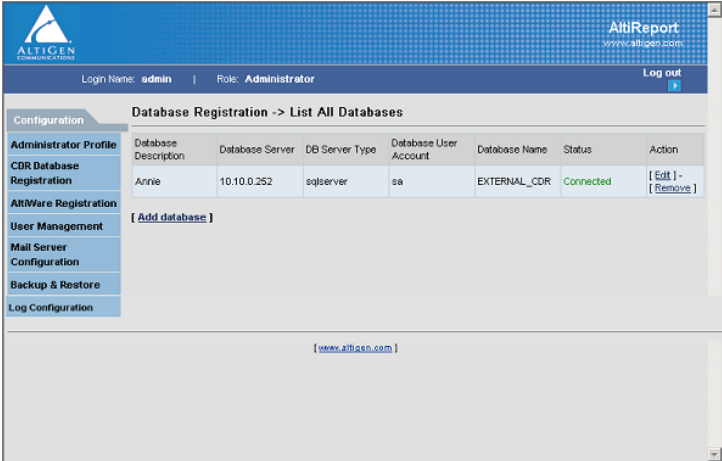 ALTIGEN
COMMUNICATIONS
AltiReport
www.altigen.com
Login Name: admin | Role: Administrator
Log out
Configuration
Administrator Profile
CDR Database
Registration
AltiWare Registration
User Management
Mail Server
Configuration
Backup & Restore
Log Configuration
Database Registration -> List All Databases
Database Description Database Server DB Server Type Database User Account Database Name Status Action
Annie 10.10.0.252 sqlserver sa EXTERNAL_CDR Connected [ Edit ] -
[ Remove ]
[ Add database ]
[ www.altigen.com ]